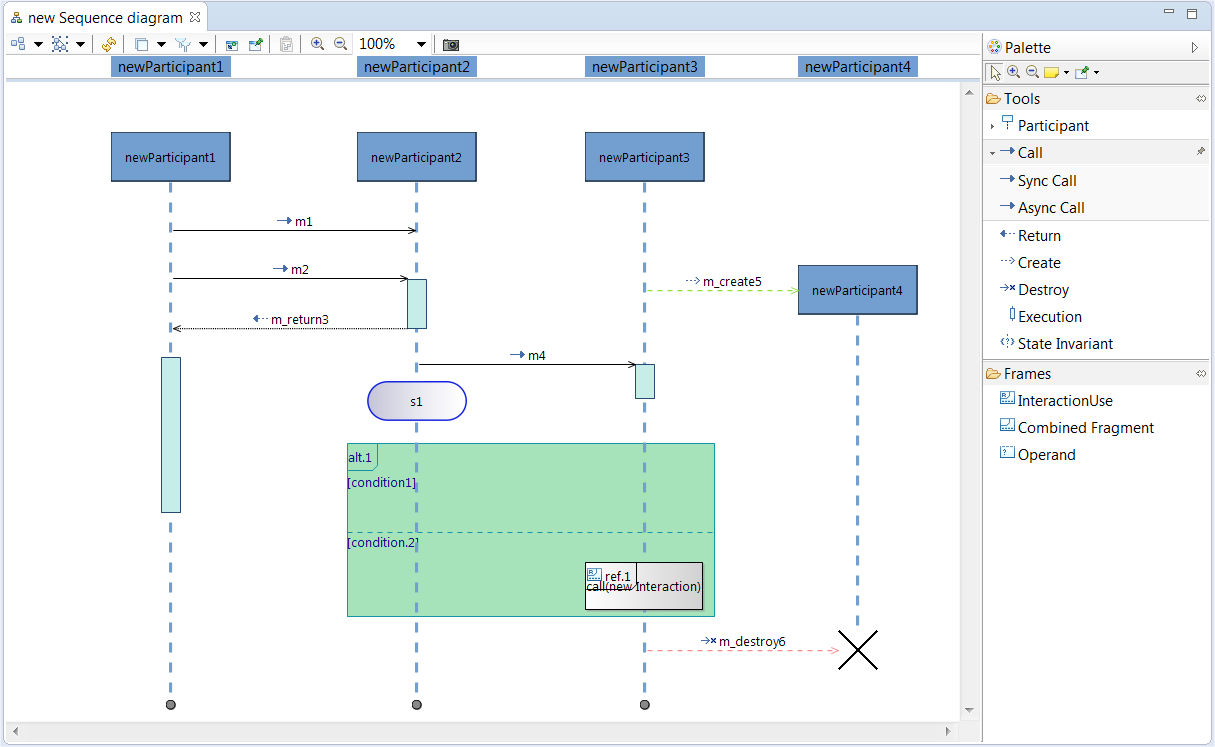 new Sequence diagram
100%
newParticipant1 newParticipant2 newParticipant3 newParticipant4
newParticipant1 newParticipant2 newParticipant3
m1
m2
m_create5
newParticipant4
m_return3
m4
s1
alt.1
[condition1]
[condition.2]
ref.1
call(new Interaction)
m_destroy6
Palette
Tools
Participant
Call
Sync Call
Async Call
Return
Create
Destroy
Execution
State Invariant
Frames
InteractionUse
Combined Fragment
Operand